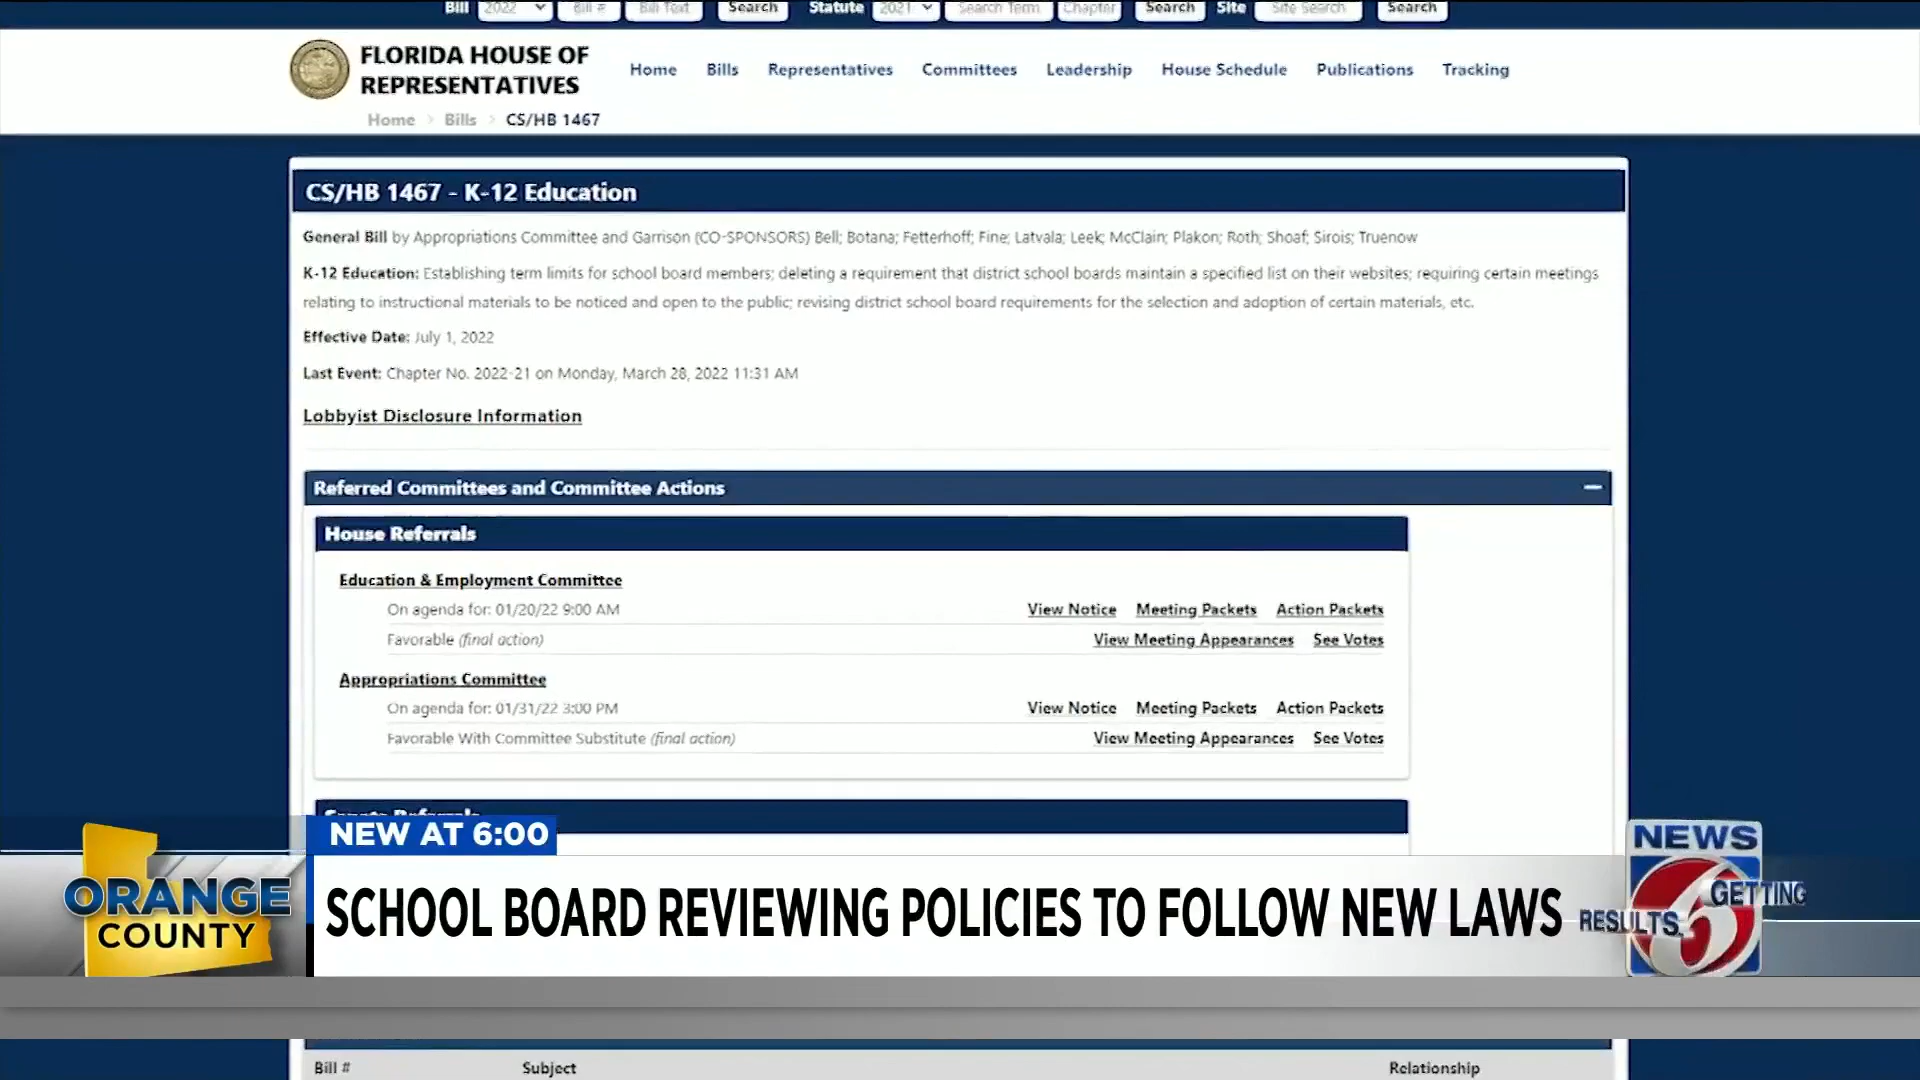 Bill 2022 Bill # Bill Text Search Statute 2021 Search Term Chapter Search Site Site Search Search
FLORIDA HOUSE OF
REPRESENTATIVES
Home Bills Representatives Committees Leadership House Schedule Publications Tracking
Home > Bills > CS/HB 1467
CS/HB 1467 - K-12 Education
General Bill by Appropriations Committee and Garrison (CO-SPONSORS) Bell; Botana; Fetterhoff; Fine; Latvala; Leek; McClain; Plakon; Roth; Shoaf; Sirois; Truenow
K-12 Education: Establishing term limits for school board members; deleting a requirement that district school boards maintain a specified list on their websites; requiring certain meetings
relating to instructional materials to be noticed and open to the public; revising district school board requirements for the selection and adoption of certain materials, etc.
Effective Date: July 1, 2022
Last Event: Chapter No. 2022-21 on Monday, March 28, 2022 11:31 AM
Lobbyist Disclosure Information
Referred Committees and Committee Actions
House Referrals
Education & Employment Committee
On agenda for: 01/20/22 9:00 AM View Notice Meeting Packets Action Packets
Favorable (final action) View Meeting Appearances See Votes
Appropriations Committee
On agenda for: 01/31/22 3:00 PM View Notice Meeting Packets Action Packets
Favorable With Committee Substitute (final action) View Meeting Appearances See Votes
Senate Referrals
NEW AT 6:00
ORANGE
COUNTY
SCHOOL BOARD REVIEWING POLICIES TO FOLLOW NEW LAWS
NEWS
6
GETTING
RESULTS
Bill # Subject Relationship